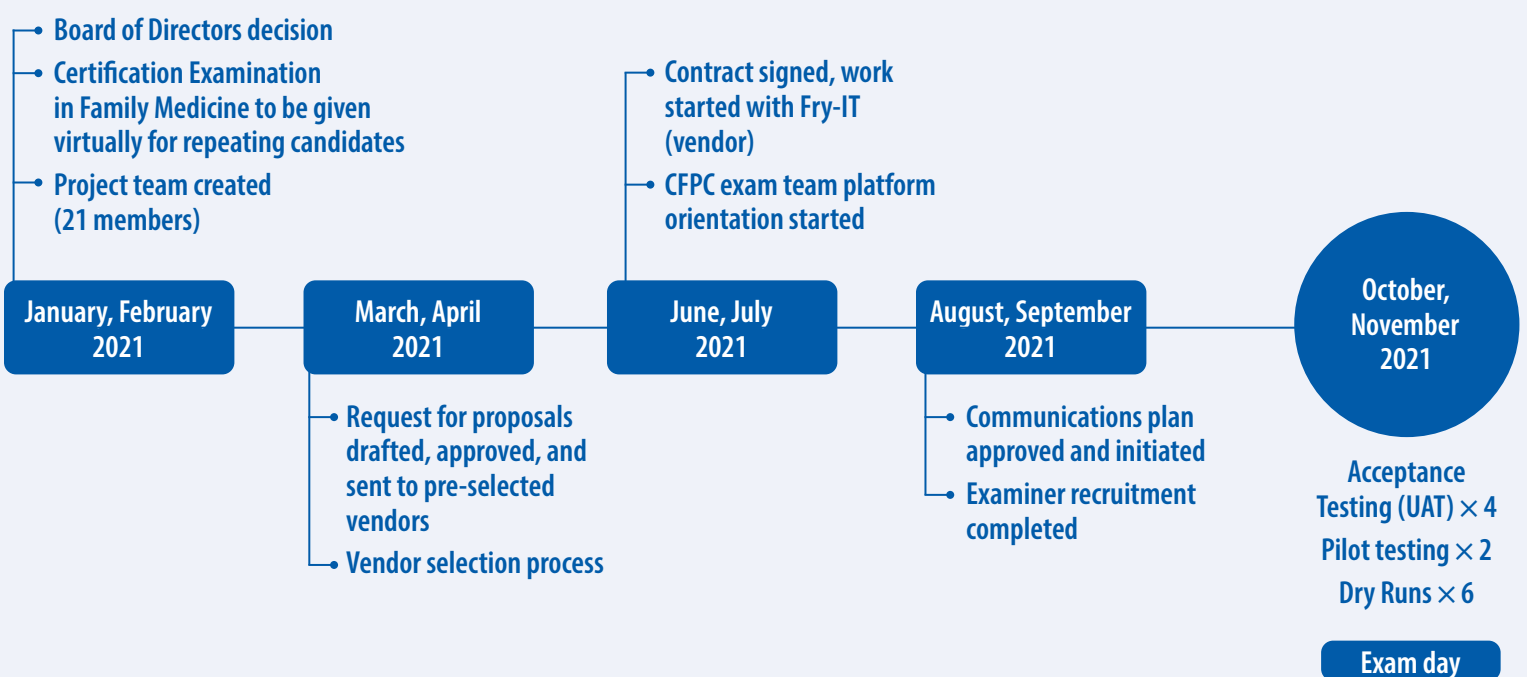 Board of Directors decision
Certification Examination
in Family Medicine to be given
virtually for repeating candidates
Project team created
(21 members)
January, February
2021
March, April
2021
Request for proposals
drafted, approved, and
sent to pre-selected
vendors
Vendor selection process
Contract signed, work
started with Fry-IT
(vendor)
CFPC exam team platform
orientation started
June, July
2021
August, September
2021
Communications plan
approved and initiated
Examiner recruitment
completed
October,
November
2021
Acceptance
Testing (UAT) × 4
Pilot testing × 2
Dry Runs × 6
Exam day